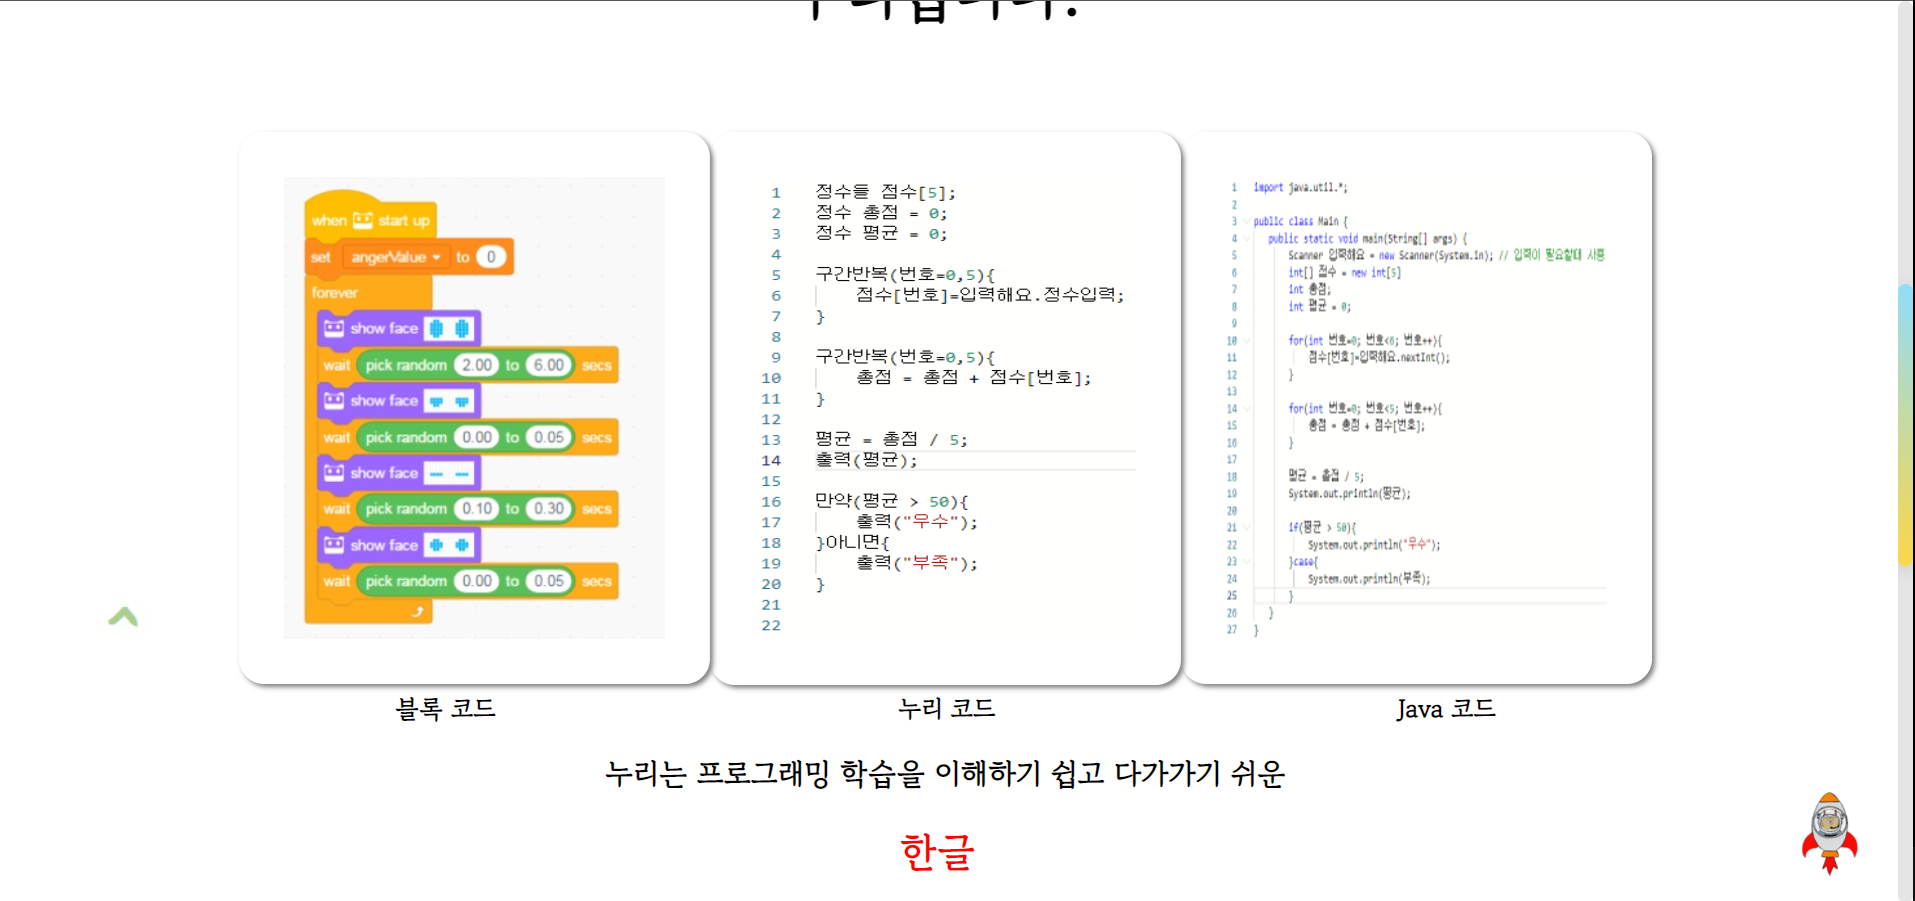 when start up
set angerValue to 0
forever
show face
wait pick random 2.00 to 6.00 secs
show face
wait pick random 0.00 to 0.05 secs
show face
wait pick random 0.10 to 0.30 secs
show face
wait pick random 0.00 to 0.05 secs
블록 코드
1 정수들 점수[5];
2 정수 총점 = 0;
3 정수 평균 = 0;
4
5 구간반복(번호=0,5){
6 점수[번호]=입력해요.정수입력;
7 }
8
9 구간반복(번호=0,5){
10 총점 = 총점 + 점수[번호];
11 }
12
13 평균 = 총점 / 5;
14 출력(평균);
15
16 만약(평균 > 50){
17 출력("우수");
18 }아니면{
19 출력("부족");
20 }
21
22
누리 코드
1 import java.util.*;
2
3 public class Main {
4 public static void main(String[] args) {
5 Scanner 입력해요 = new Scanner(System.in); // 입력이 필요할때 사용
6 int[] 점수 = new int[5]
7 int 총점;
8 int 평균 = 0;
9
10 for(int 번호=0; 번호<6; 번호++){
11 점수[번호]=입력해요.nextInt();
12 }
13
14 for(int 번호=0; 번호<5; 번호++){
15 총점 = 총점 + 점수[번호];
16 }
17
18 평균 = 총점 / 5;
19 System.out.println(평균);
20
21 if(평균 > 50){
22 System.out.println("우수");
23 }case{
24 System.out.println(부족);
25 }
26 }
27 }
Java 코드
누리는 프로그래밍 학습을 이해하기 쉽고 다가가기 쉬운
한글